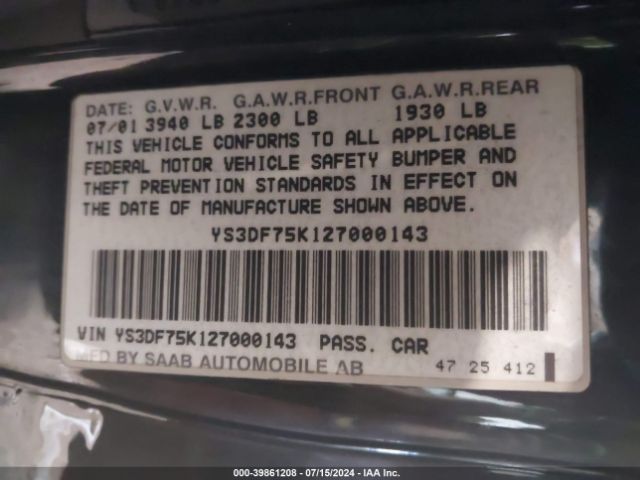 DATE: G.V.W.R. G.A.W.R.FRONT G.A.W.R.REAR
07/01 3940 LB 2300 LB 1930 LB
THIS VEHICLE CONFORMS TO ALL APPLICABLE
FEDERAL MOTOR VEHICLE SAFETY BUMPER AND
THEFT PREVENTION STANDARDS IN EFFECT ON
THE DATE OF MANUFACTURE SHOWN ABOVE.
YS3DF75K127000143
VIN YS3DF75K127000143 PASS. CAR
MFD BY SAAB AUTOMOBILE AB 47 25 412
000-39861208 - 07/15/2024 - IAA Inc.